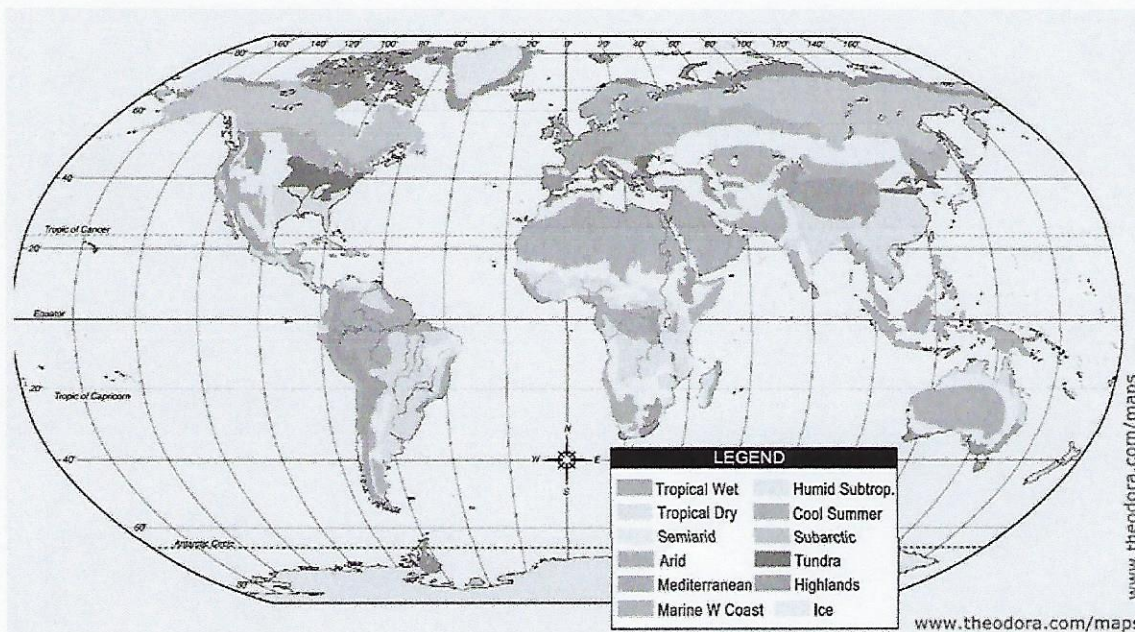 160° 140° 120° 100° 80° 60° 40° 20° 0° 20° 40° 60° 80° 100° 120° 140° 160°
80°
60°
40°
Tropic of Cancer
20°
Equator
20°
Tropic of Capricorn
N
40°
W E
S
60°
Antarctic Circle
80°
LEGEND
Tropical Wet
Tropical Dry
Semiarid
Arid
Mediterranean
Marine W Coast
Humid Subtrop.
Cool Summer
Subarctic
Tundra
Highlands
Ice
www.theodora.com/maps
www.theodora.com/maps